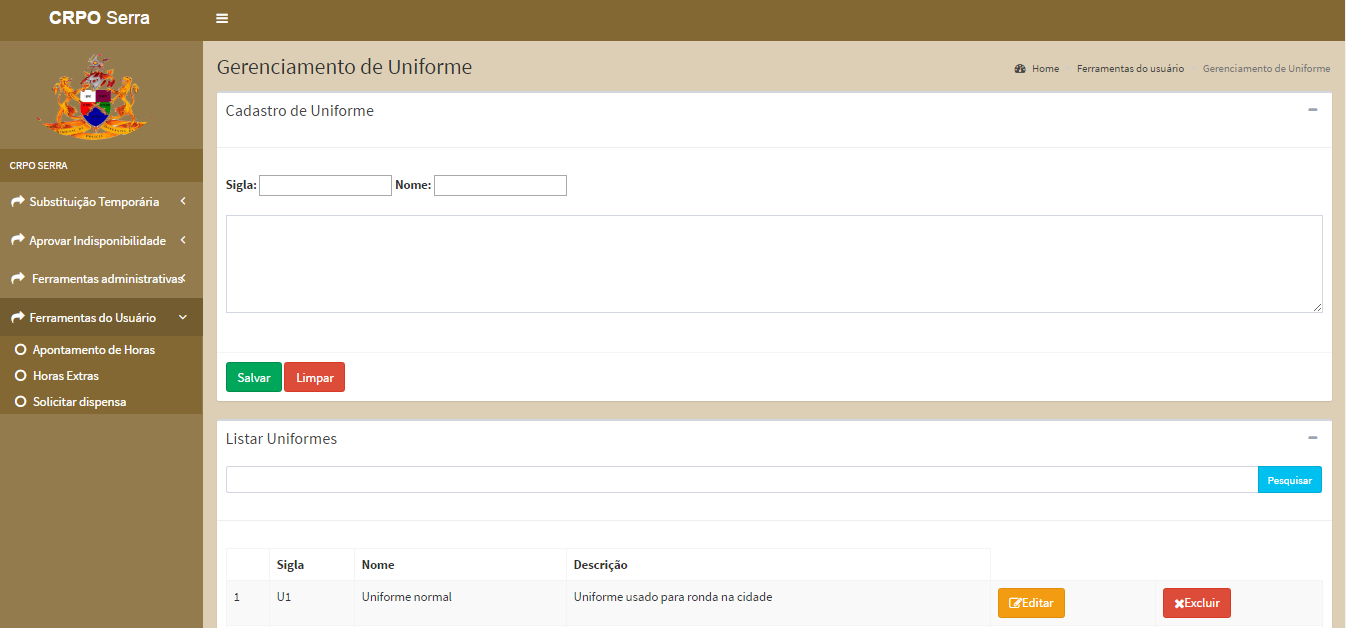 CRPO Serra
Gerenciamento de Uniforme
Home Ferramentas do usuário Gerenciamento de Uniforme
CRPO SERRA
Substituição Temporária
Aprovar Indisponibilidade
Ferramentas administrativas
Ferramentas do Usuário
Apontamento de Horas
Horas Extras
Solicitar dispensa
Cadastro de Uniforme
Sigla: Nome:
Salvar Limpar
Listar Uniformes
Pesquisar
Sigla Nome Descrição
1 U1 Uniforme normal Uniforme usado para ronda na cidade Editar Excluir